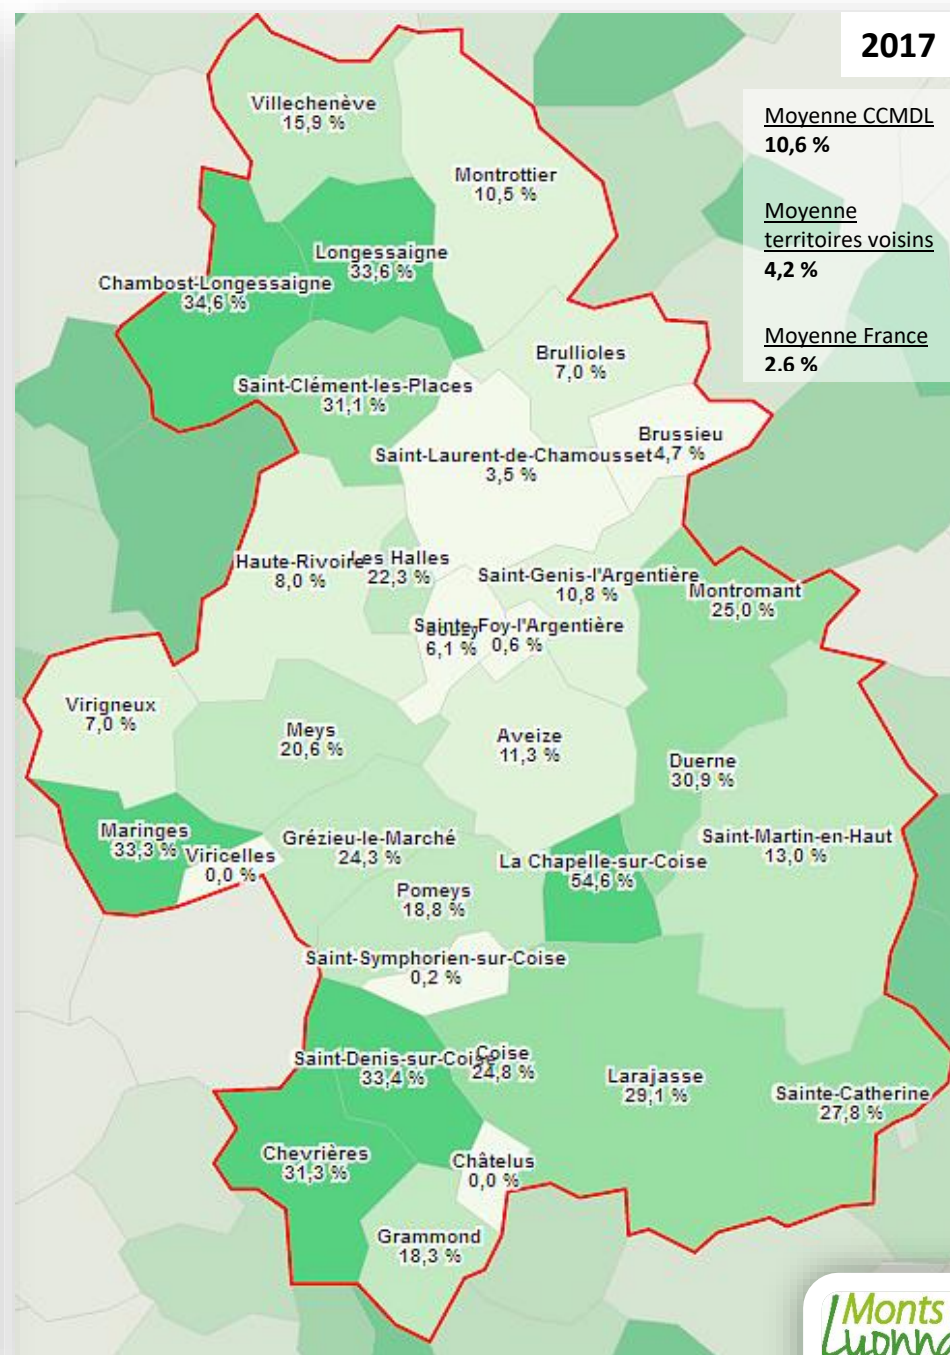 2017
Moyenne CCMDL
10,6 %
Moyenne
territoires voisins
4,2 %
Moyenne France
2.6 %
Villechenève
15,9 %
Montrottier
10,5 %
Longessaigne
33,6 %
Chambost-Longessaigne
34,6 %
Brullioles
7,0 %
Saint-Clément-les-Places
31,1 %
Brussieu
4,7 %
Saint-Laurent-de-Chamousset
3,5 %
Haute-Rivoire
8,0 %
Les Halles
22,3 %
Saint-Genis-l'Argentière
10,8 %
Montromant
25,0 %
Sainte-Foy-l'Argentière
0,6 %
6,1 %
Virigneux
7,0 %
Meys
20,6 %
Aveize
11,3 %
Duerne
30,9 %
Maringes
33,3 %
Viricelles
0,0 %
Grézieu-le-Marché
24,3 %
Saint-Martin-en-Haut
13,0 %
La Chapelle-sur-Coise
54,6 %
Pomeys
18,8 %
Saint-Symphorien-sur-Coise
0,2 %
Saint-Denis-sur-Coise
33,4 %
Coise
24,8 %
Larajasse
29,1 %
Sainte-Catherine
27,8 %
Chevrières
31,3 %
Châtelus
0,0 %
Grammond
18,3 %
Monts